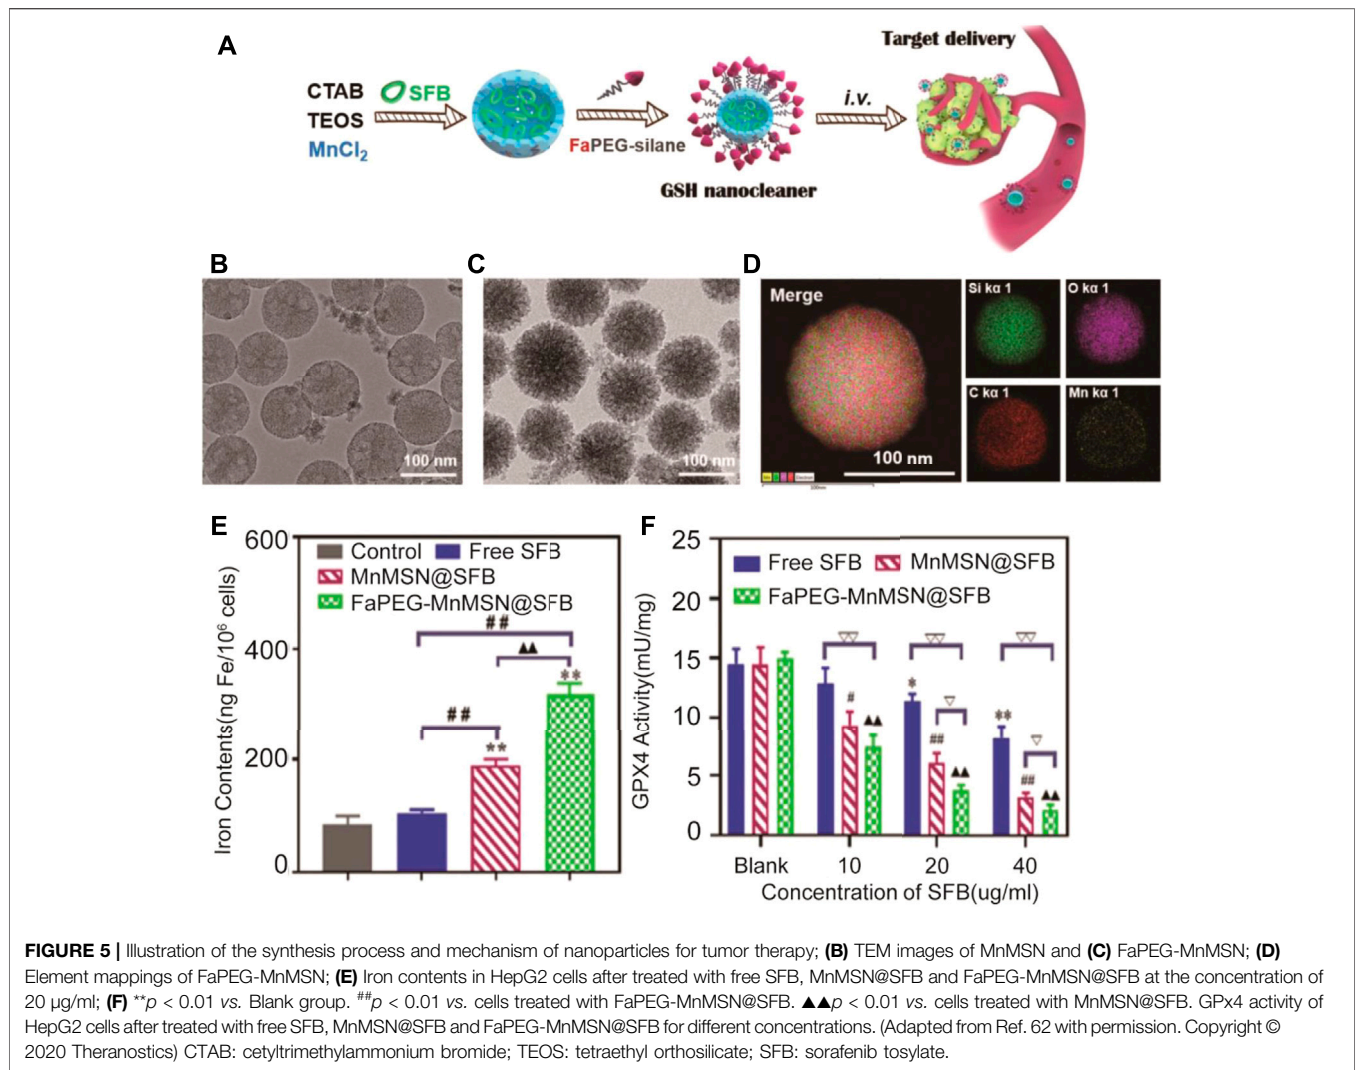 A
CTAB
TEOS
MnCl2
SFB
FaPEG-silane
GSH nanocleaner
i.v.
Target delivery
B
100 nm
C
100 nm
D
Merge
100 nm
Si kα 1
O kα 1
C kα 1
Mn kα 1
E
Iron Contents(ng Fe/10⁶ cells)
600
400
200
0
Control
Free SFB
MnMSN@SFB
FaPEG-MnMSN@SFB
##
▲▲
**
##
**
F
GPX4 Activity(mU/mg)
25
20
15
10
5
0
Free SFB
MnMSN@SFB
FaPEG-MnMSN@SFB
▽▽
▽▽
▽▽
#
▲▲
*
▽
##
▲▲
**
▽
##
▲▲
Blank
10
20
40
Concentration of SFB(ug/ml)
FIGURE 5 | Illustration of the synthesis process and mechanism of nanoparticles for tumor therapy; (B) TEM images of MnMSN and (C) FaPEG-MnMSN; (D)
Element mappings of FaPEG-MnMSN; (E) Iron contents in HepG2 cells after treated with free SFB, MnMSN@SFB and FaPEG-MnMSN@SFB at the concentration of
20 μg/ml; (F) **p < 0.01 vs. Blank group. ##p < 0.01 vs. cells treated with FaPEG-MnMSN@SFB. ▲▲p < 0.01 vs. cells treated with MnMSN@SFB. GPx4 activity of
HepG2 cells after treated with free SFB, MnMSN@SFB and FaPEG-MnMSN@SFB for different concentrations. (Adapted from Ref. 62 with permission. Copyright ©
2020 Theranostics) CTAB: cetyltrimethylammonium bromide; TEOS: tetraethyl orthosilicate; SFB: sorafenib tosylate.